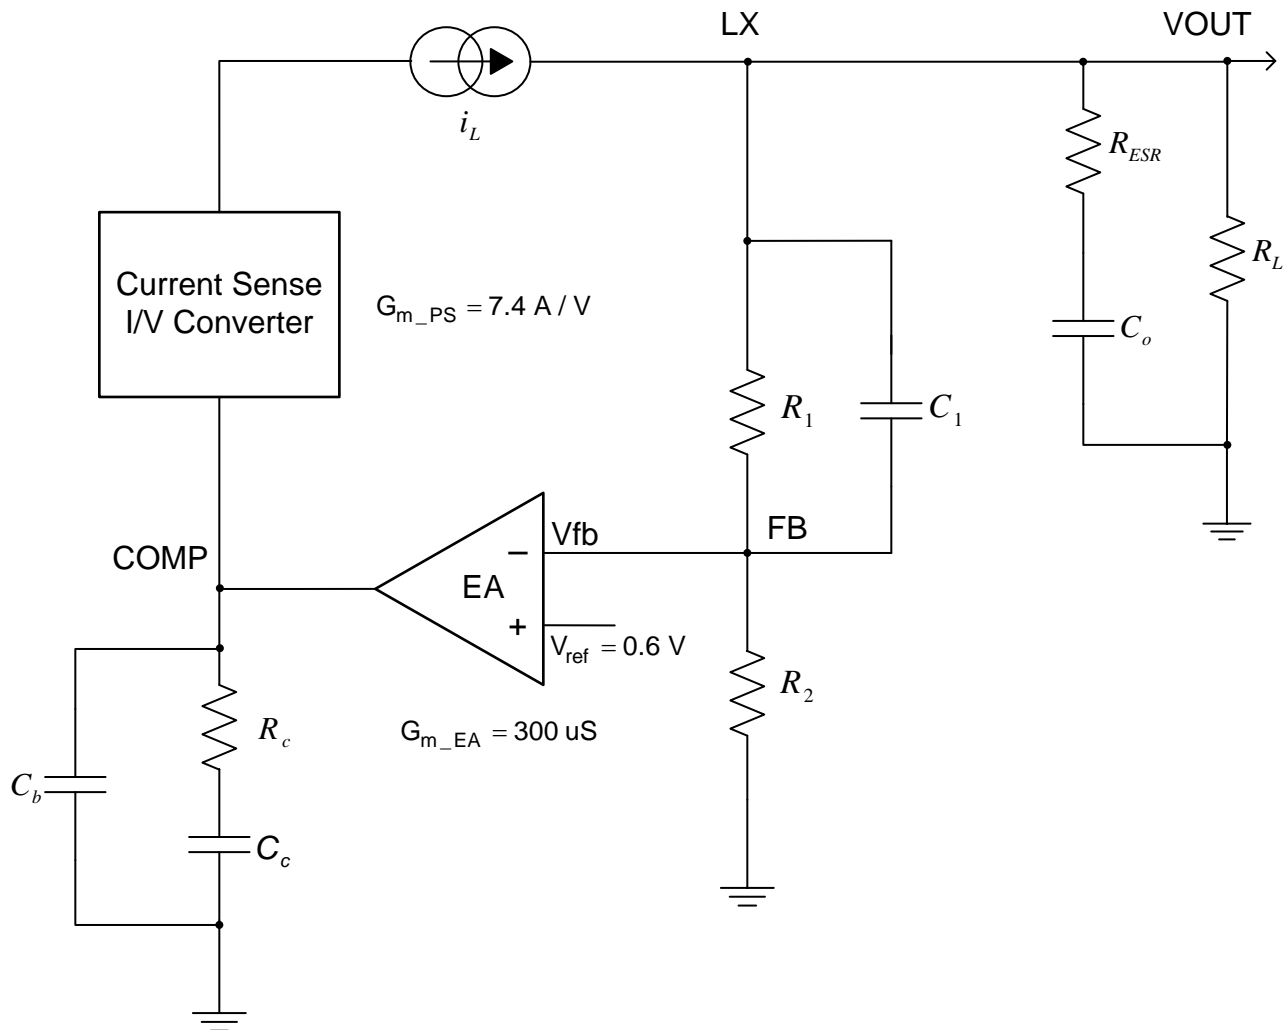 LX
VOUT
i_L
R_ESR
Current Sense
I/V Converter
G_m_PS = 7.4 A / V
R_L
C_o
R_1
C_1
COMP
Vfb
FB
−
EA
+
V_ref = 0.6 V
R_2
R_c
G_m_EA = 300 uS
C_b
C_c